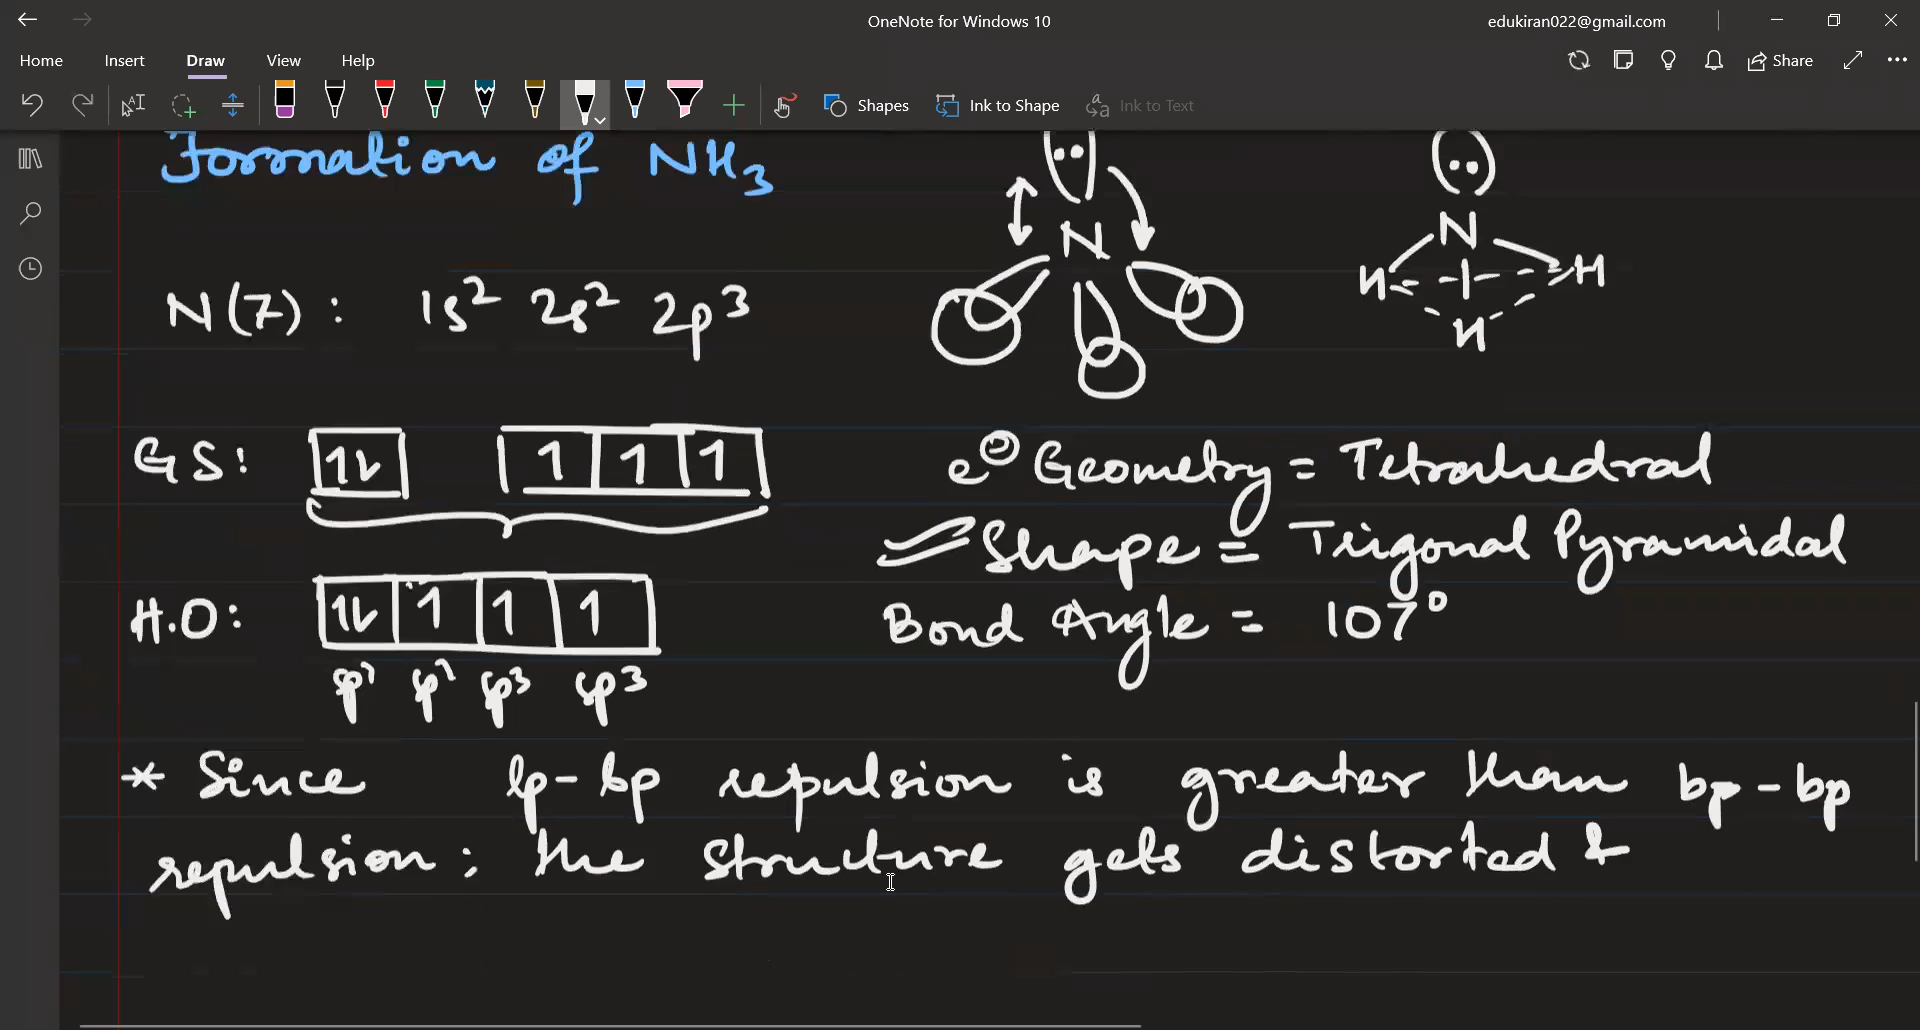 OneNote for Windows 10
edukiran022@gmail.com
Home Insert Draw View Help
Share
Shapes Ink to Shape Ink to Text
Formation of NH3
N
N
H H
H
N(7) : 1s² 2s² 2p³
GS: 1L 1 1 1
e⊖ Geometry = Tetrahedral
Shape = Trigonal Pyramidal
H.O: 1L 1 1 1
Bond Angle = 107°
sp³ sp³ sp³ sp³
* Since lp-bp repulsion is greater than bp-bp
repulsion; the structure gets distorted &